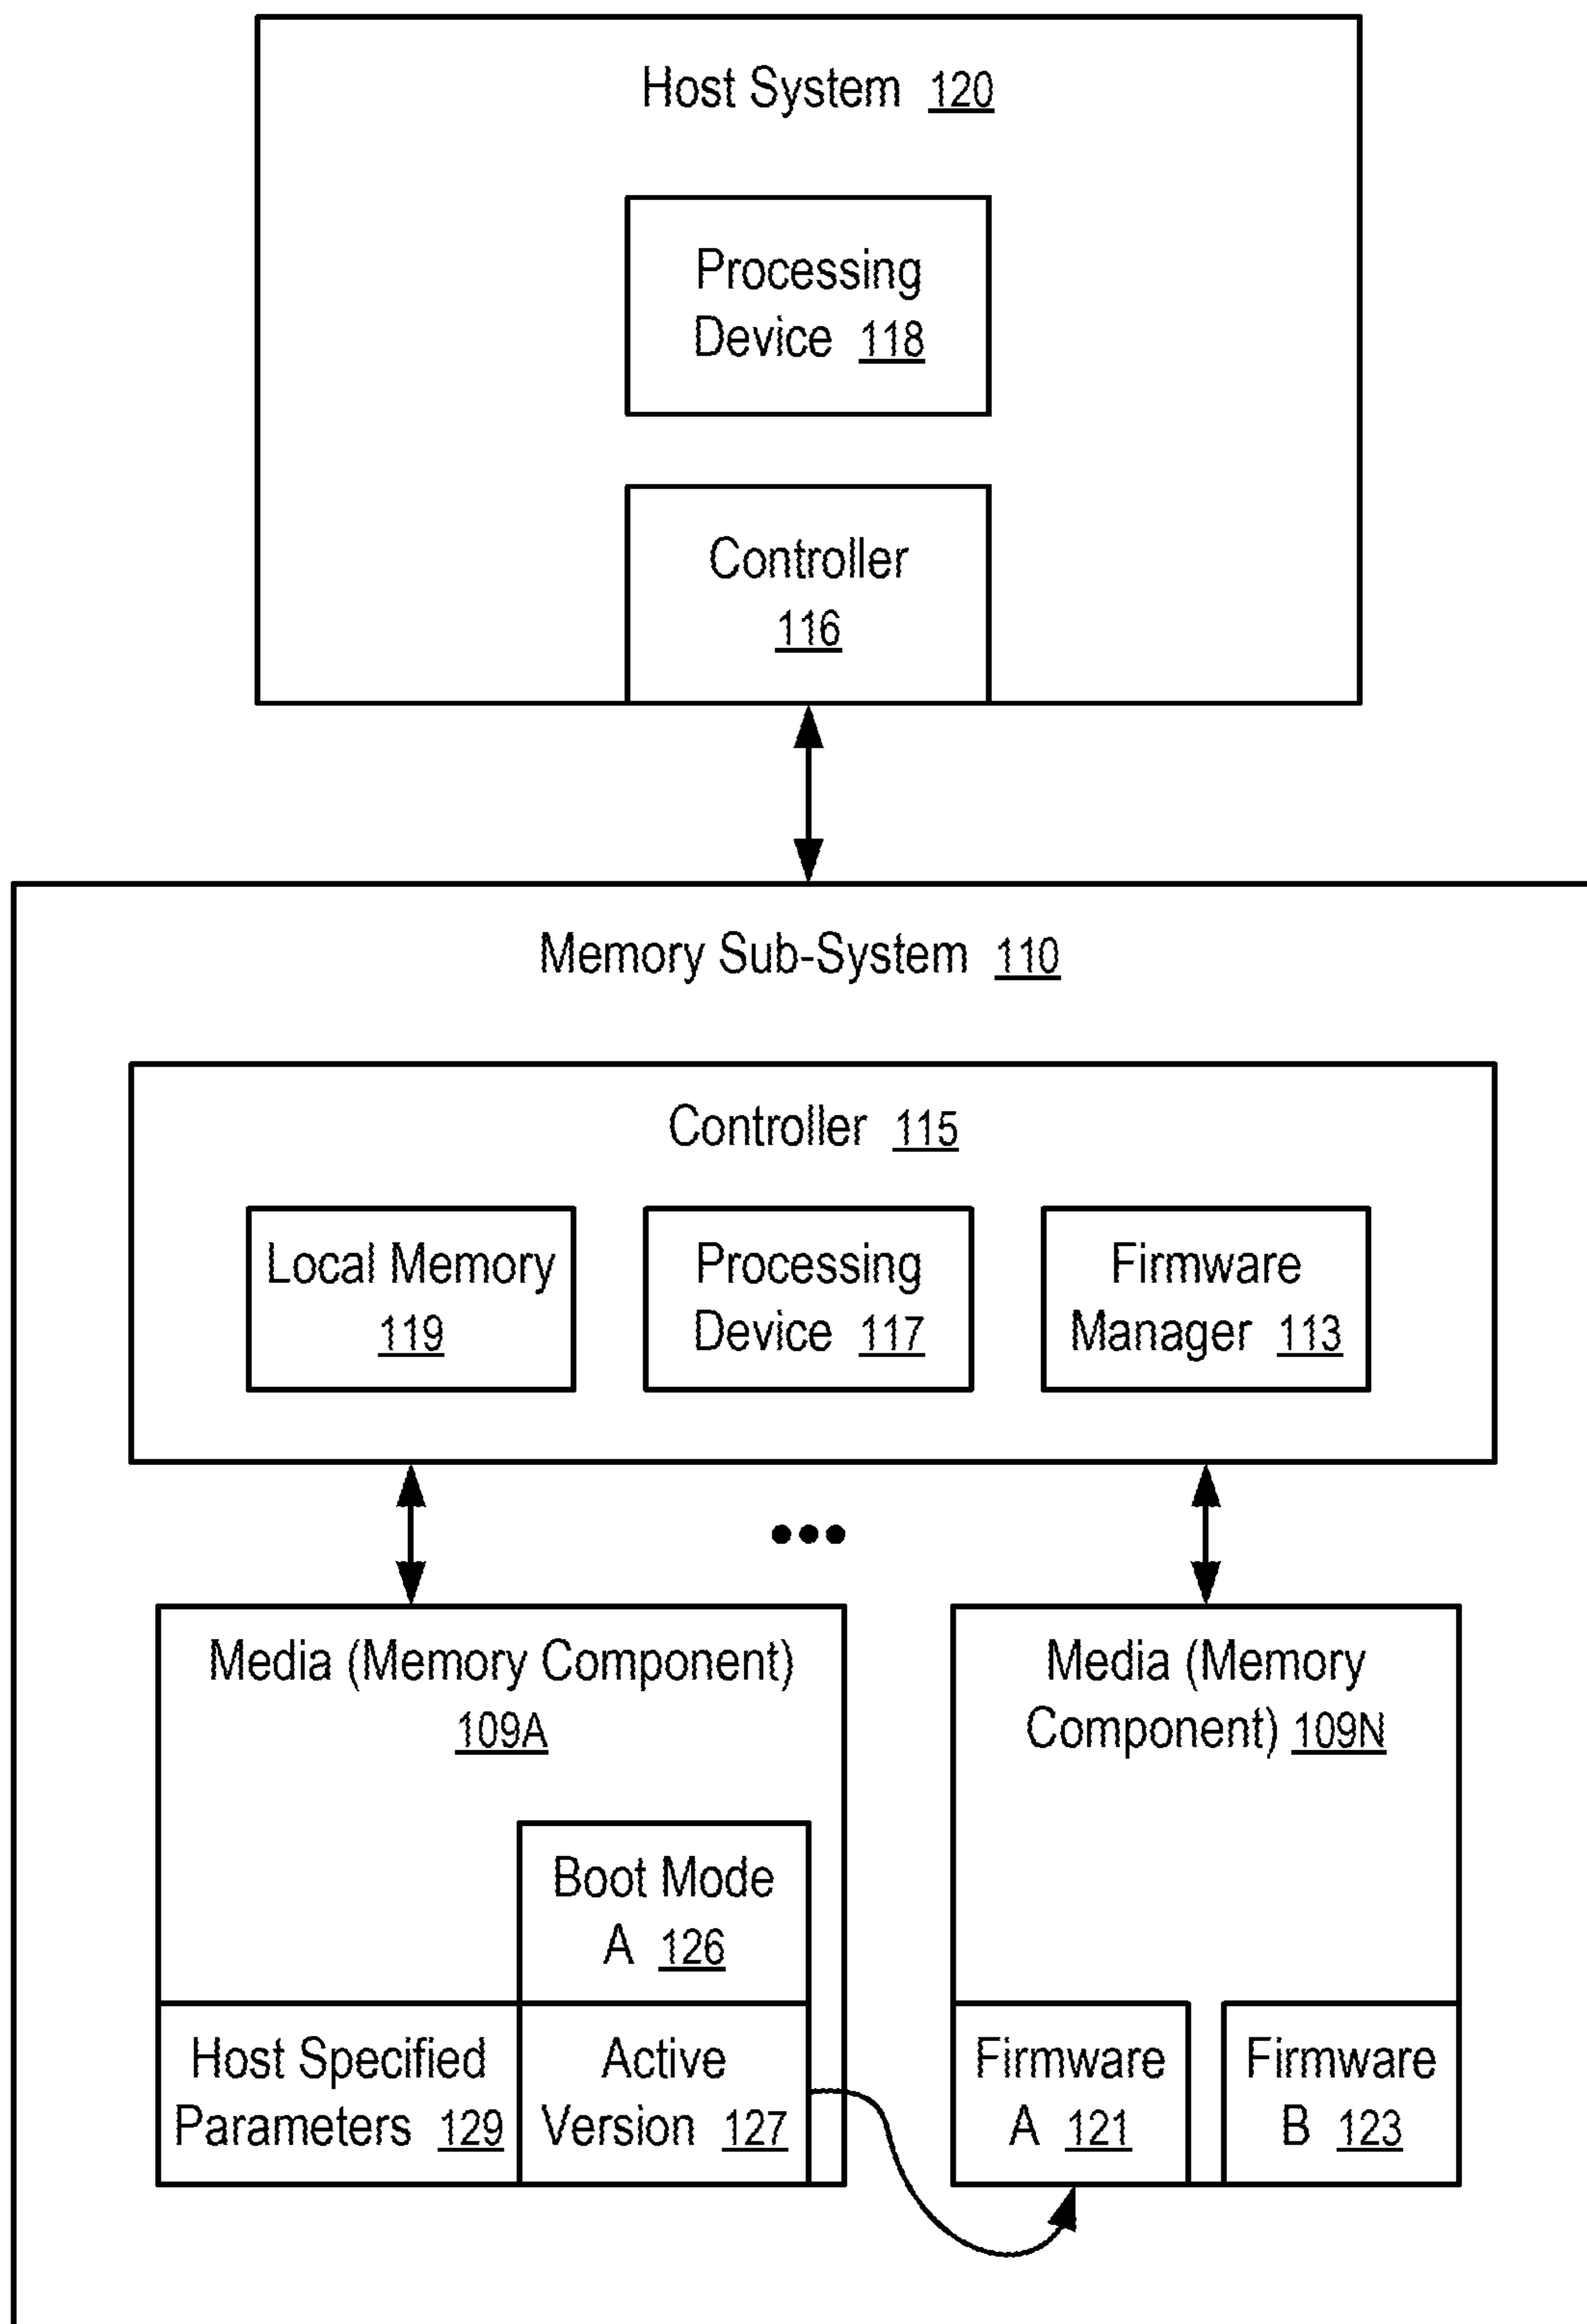 Host System 120
Processing
Device 118
Controller
116
Memory Sub-System 110
Controller 115
Local Memory
119
Processing
Device 117
Firmware
Manager 113
Media (Memory Component)
109A
Boot Mode
A 126
Host Specified
Parameters 129
Active
Version 127
Media (Memory
Component) 109N
Firmware
A 121
Firmware
B 123